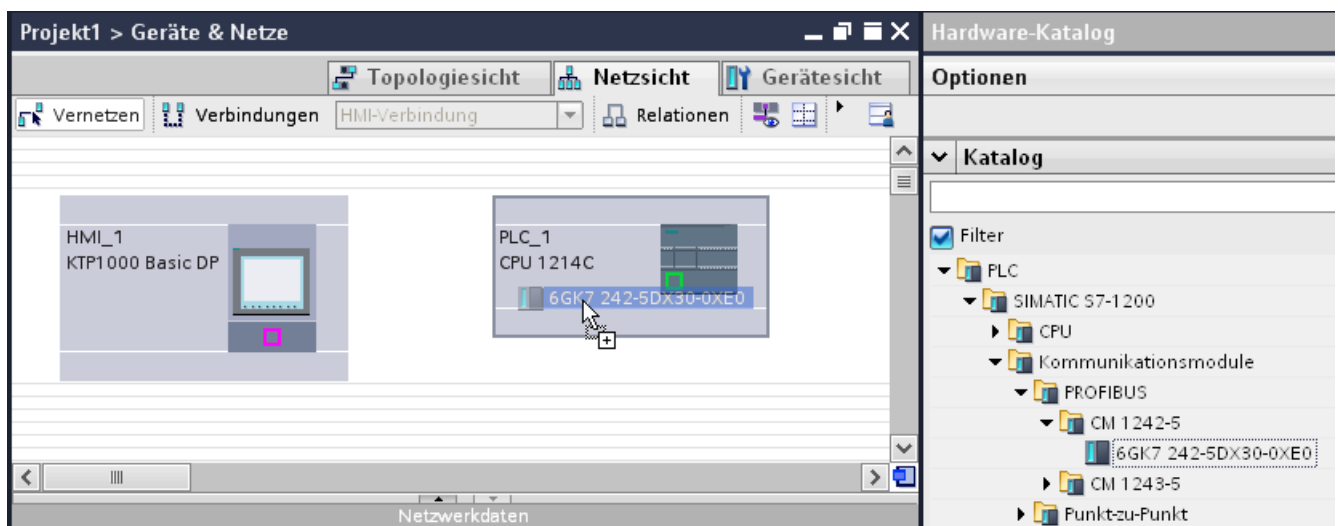 Projekt1 > Geräte & Netze
Topologiesicht
Netzsicht
Gerätesicht
Vernetzen
Verbindungen
HMI-Verbindung
Relationen
HMI_1
KTP1000 Basic DP
PLC_1
CPU 1214C
6GK7 242-5DX30-0XE0
Netzwerkdaten
Hardware-Katalog
Optionen
Katalog
Filter
PLC
SIMATIC S7-1200
CPU
Kommunikationsmodule
PROFIBUS
CM 1242-5
6GK7 242-5DX30-0XE0
CM 1243-5
Punkt-zu-Punkt